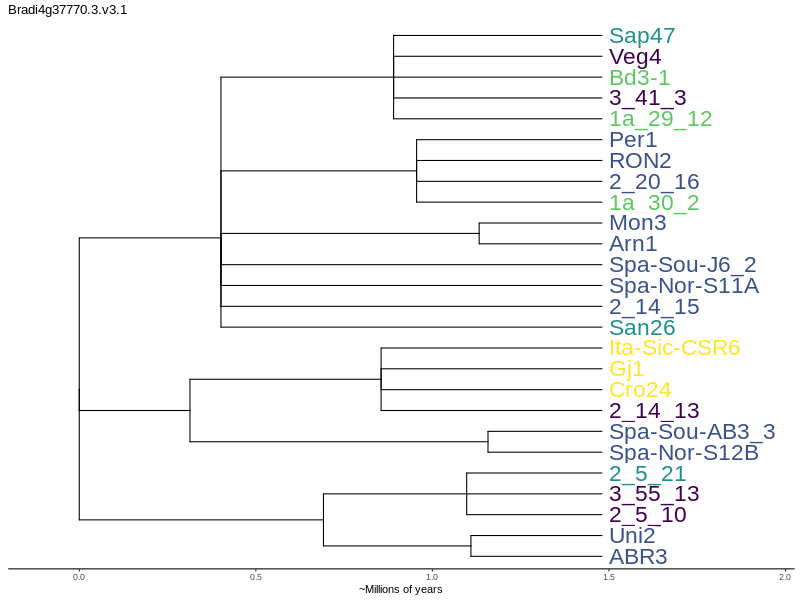 Bradi4g37770.3.v3.1
Sap47
Veg4
Bd3-1
3_41_3
1a_29_12
Per1
RON2
2_20_16
1a_30_2
Mon3
Arn1
Spa-Sou-J6_2
Spa-Nor-S11A
2_14_15
San26
Ita-Sic-CSR6
Gj1
Cro24
2_14_13
Spa-Sou-AB3_3
Spa-Nor-S12B
2_5_21
3_55_13
2_5_10
Uni2
ABR3
0.0 0.5 1.0 1.5 2.0
~Millions of years